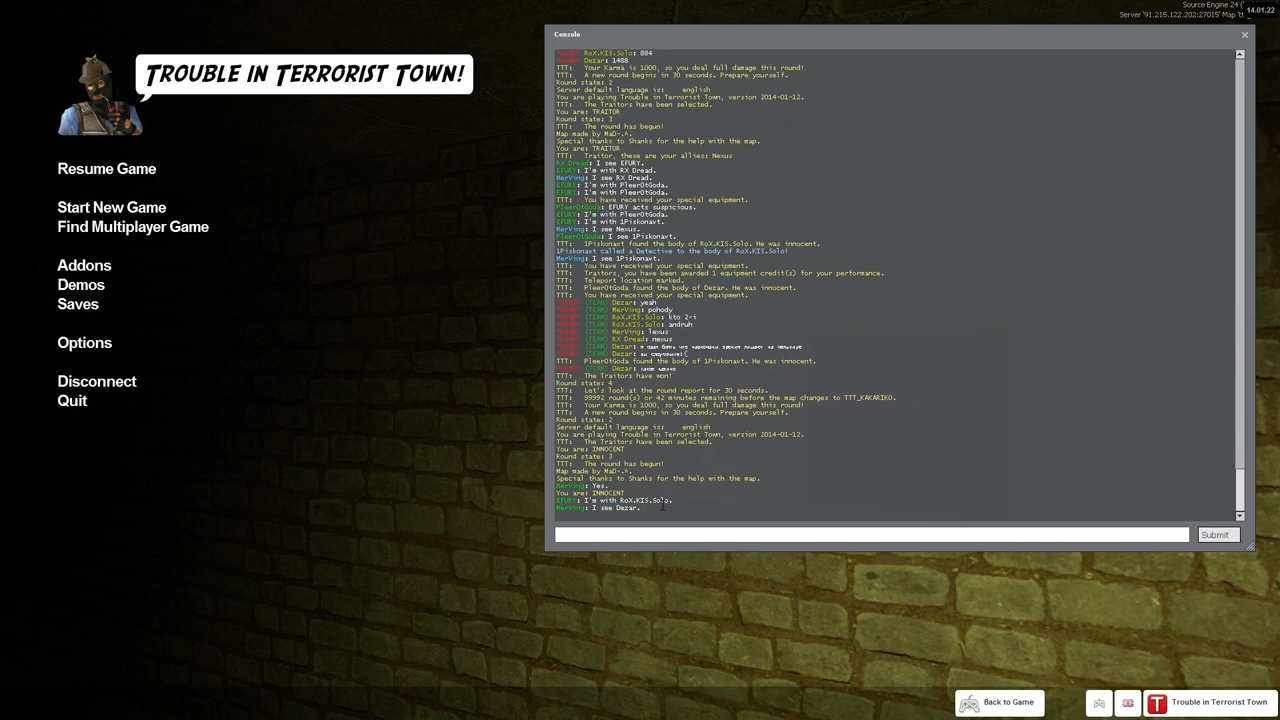 Source Engine 24 (
14.01.22
Server '91.215.122.202:27015' Map 'tt
Console
TROUBLE IN TERRORIST TOWN!
Resume Game
Start New Game
Find Multiplayer Game
Addons
Demos
Saves
Options
Disconnect
Quit
RoX.KIS.Solo: 884
Dezar: 1488
TTT: Your Karma is 1000, so you deal full damage this round!
TTT: A new round begins in 30 seconds. Prepare yourself.
Round state: 2
Server default language is: english
You are playing Trouble in Terrorist Town, version 2014-01-12.
TTT: The Traitors have been selected.
You are: TRAITOR
Round state: 3
TTT: The round has begun!
Map made by MaD-.A.
Special thanks to Shanks for the help with the map.
You are: TRAITOR
TTT: Traitor, these are your allies: Nexus
RX Dread: I see EFURY.
EFURY: I'm with RX Dread.
MerVing: I see RX Dread.
EFURY: I'm with PleerOtGoda.
EFURY: I'm with PleerOtGoda.
TTT: You have received your special equipment.
PleerOtGoda: EFURY acts suspicious.
EFURY: I'm with PleerOtGoda.
EFURY: I'm with 1Piskonavt.
MerVing: I see Nexus.
PleerOtGoda: I see 1Piskonavt.
TTT: 1Piskonavt found the body of RoX.KIS.Solo. He was innocent.
1Piskonavt called a Detective to the body of RoX.KIS.Solo!
MerVing: I see 1Piskonavt.
TTT: You have received your special equipment.
TTT: Traitors, you have been awarded 1 equipment credit(s) for your performance.
TTT: Teleport location marked.
TTT: PleerOtGoda found the body of Dezar. He was innocent.
TTT: You have received your special equipment.
(TEAM) Dezar: yeah
(TEAM) MerVing: pohody
(TEAM) RoX.KIS.Solo: kto 2-i
(TEAM) RoX.KIS.Solo: andruh
(TEAM) MerVing: lexus
(TEAM) RX Dread: nexus
(TEAM) Dezar:
(TEAM) Dezar:
TTT: PleerOtGoda found the body of 1Piskonavt. He was innocent.
(TEAM) Dezar:
TTT: The Traitors have won!
Round state: 4
TTT: Let's look at the round report for 30 seconds.
TTT: 99992 round(s) or 42 minutes remaining before the map changes to TTT_KAKARIKO.
TTT: Your Karma is 1000, so you deal full damage this round!
TTT: A new round begins in 30 seconds. Prepare yourself.
Round state: 2
Server default language is: english
You are playing Trouble in Terrorist Town, version 2014-01-12.
TTT: The Traitors have been selected.
You are: INNOCENT
Round state: 3
TTT: The round has begun!
Map made by MaD-.A.
Special thanks to Shanks for the help with the map.
MerVing: Yes.
You are: INNOCENT
EFURY: I'm with RoX.KIS.Solo.
MerVing: I see Dezar.
Submit
Back to Game
T Trouble in Terrorist Town